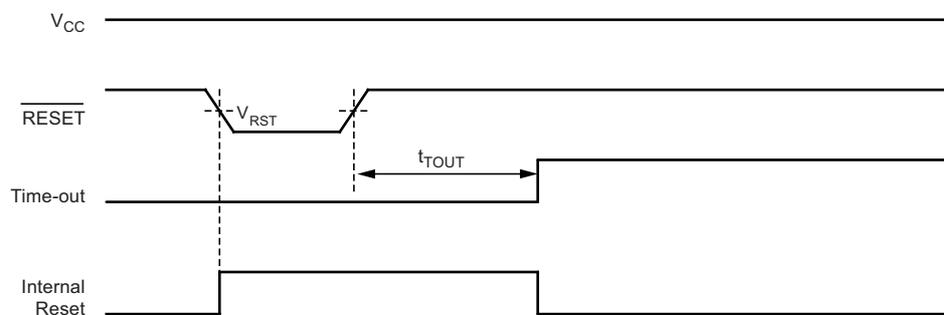 VCC
RESET
VRST
tTOUT
Time-out
Internal
Reset